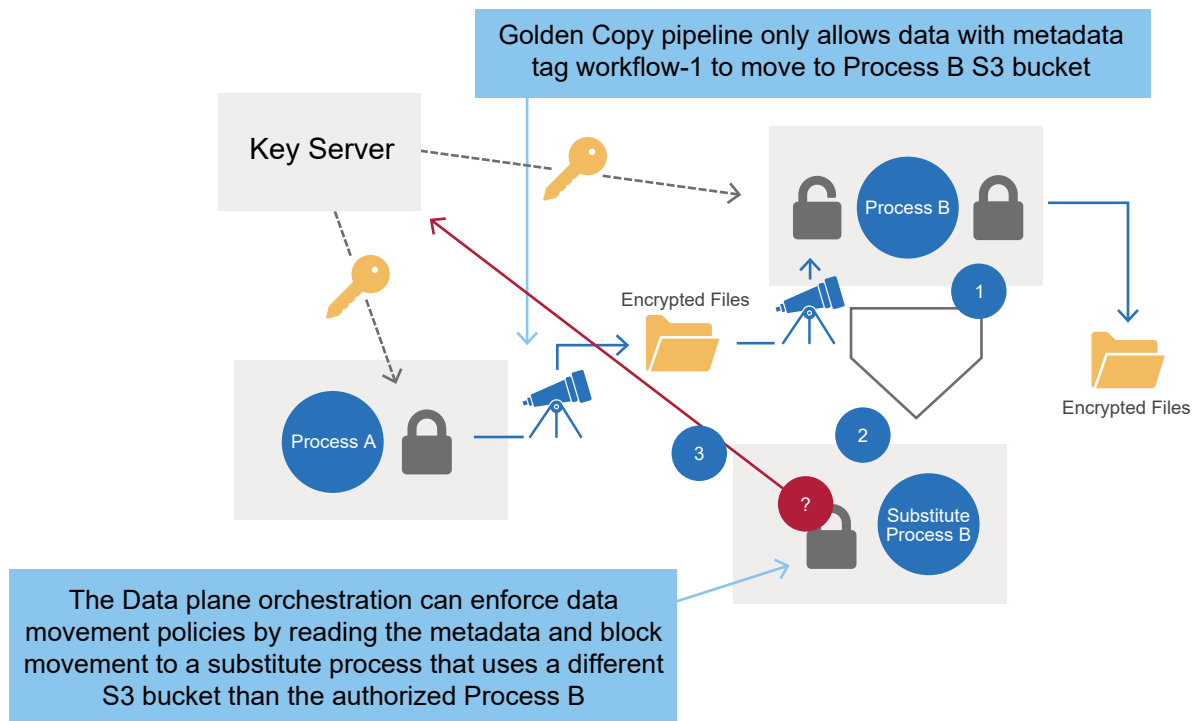 Golden Copy pipeline only allows data with metadata
tag workflow-1 to move to Process B S3 bucket
Key Server
Process B
1
Encrypted Files
Encrypted Files
Process A
2
3
?
Substitute
Process B
The Data plane orchestration can enforce data
movement policies by reading the metadata and block
movement to a substitute process that uses a different
S3 bucket than the authorized Process B